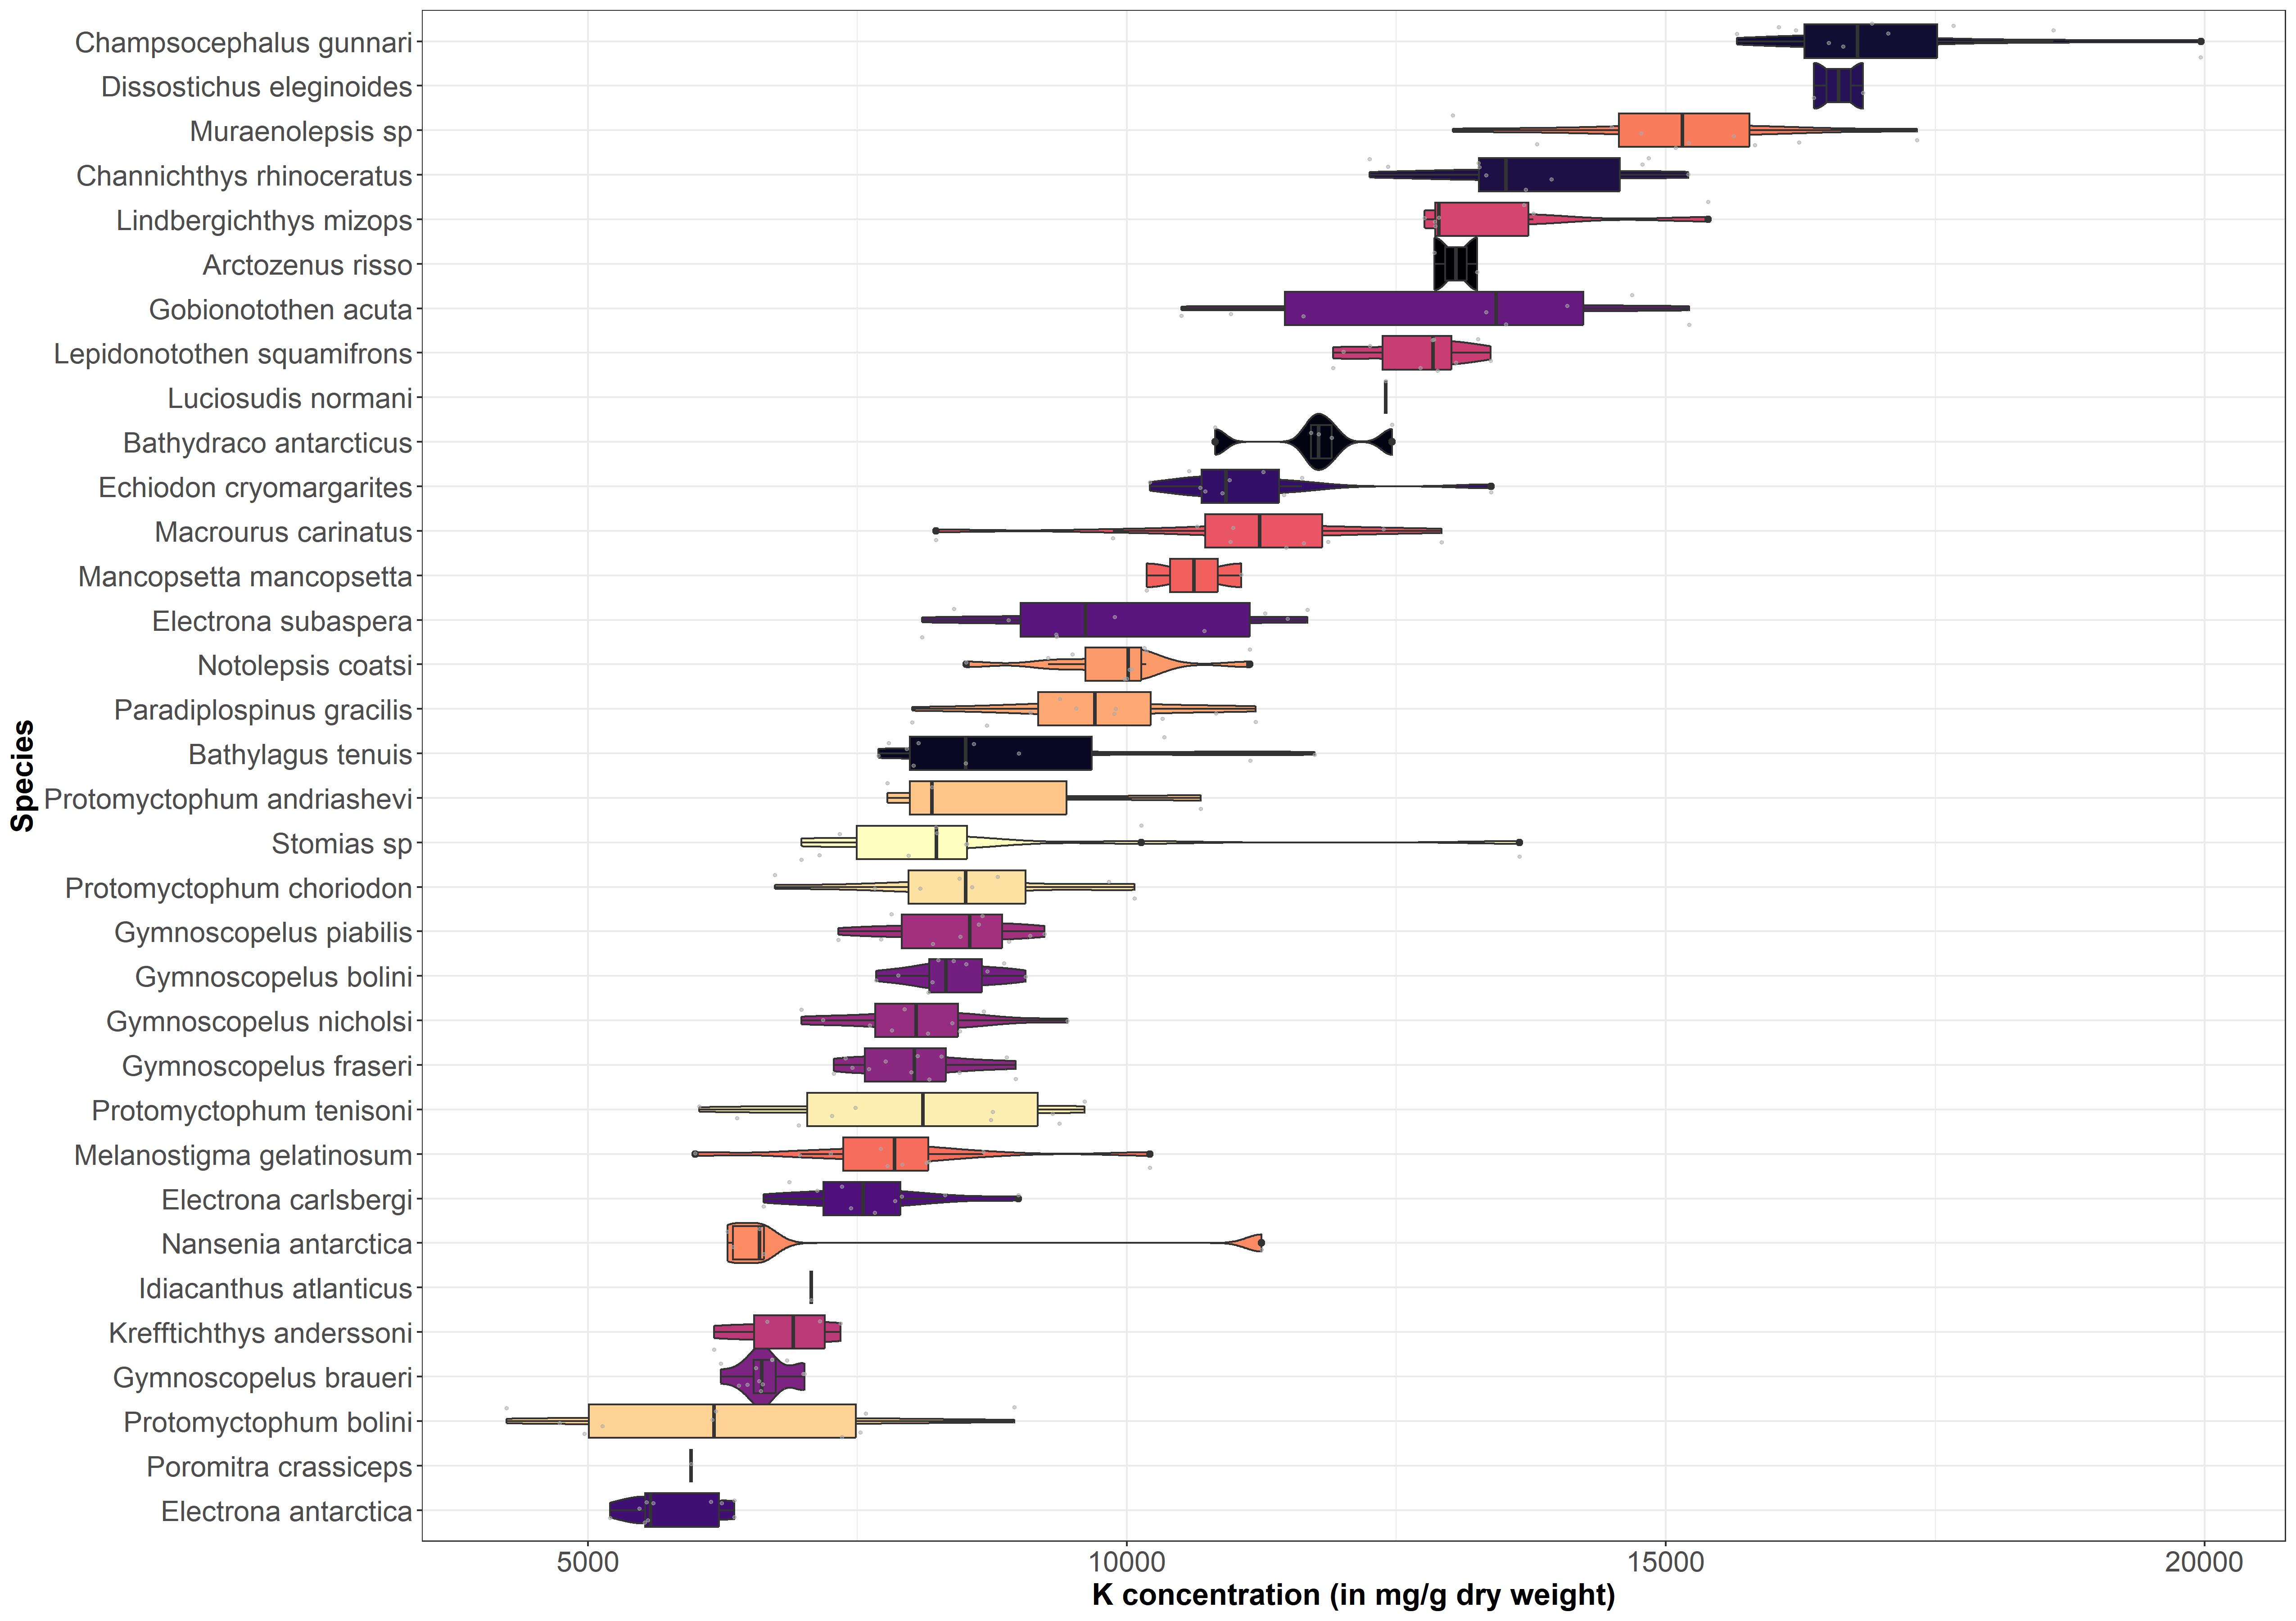 Champsocephalus gunnari
Dissostichus eleginoides
Muraenolepsis sp
Channichthys rhinoceratus
Lindbergichthys mizops
Arctozenus risso
Gobionotothen acuta
Lepidonotothen squamifrons
Luciosudis normani
Bathydraco antarcticus
Echiodon cryomargarites
Macrourus carinatus
Mancopsetta mancopsetta
Electrona subaspera
Notolepsis coatsi
Paradiplospinus gracilis
Bathylagus tenuis
Protomyctophum andriashevi
Stomias sp
Protomyctophum choriodon
Gymnoscopelus piabilis
Gymnoscopelus bolini
Gymnoscopelus nicholsi
Gymnoscopelus fraseri
Protomyctophum tenisoni
Melanostigma gelatinosum
Electrona carlsbergi
Nansenia antarctica
Idiacanthus atlanticus
Krefftichthys anderssoni
Gymnoscopelus braueri
Protomyctophum bolini
Poromitra crassiceps
Electrona antarctica
Species
5000 10000 15000 20000
K concentration (in mg/g dry weight)